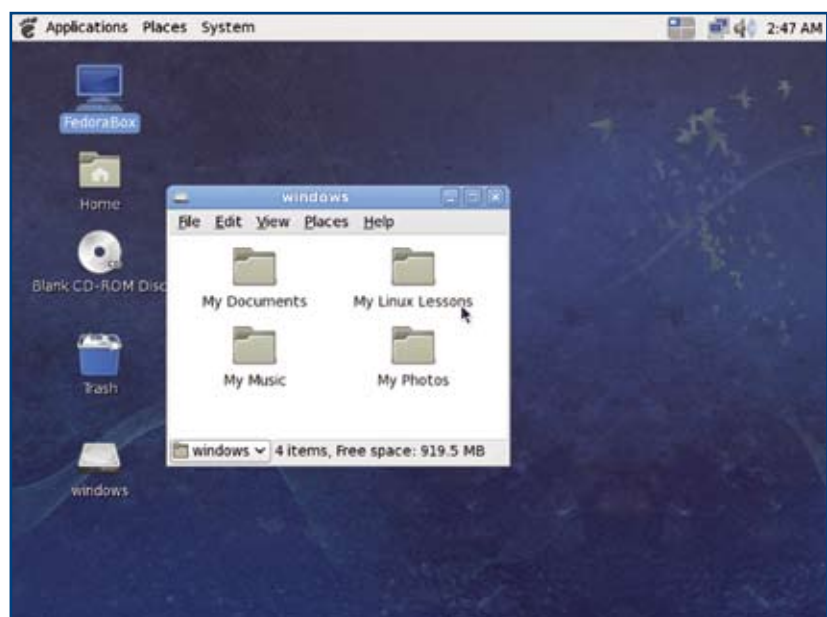 Applications Places System 2:47 AM
FedoraBox
Home
windows
File Edit View Places Help
Blank CD-ROM Disc
CD
My Documents My Linux Lessons
My Music My Photos
Trash
windows 4 items, Free space: 919.5 MB
windows